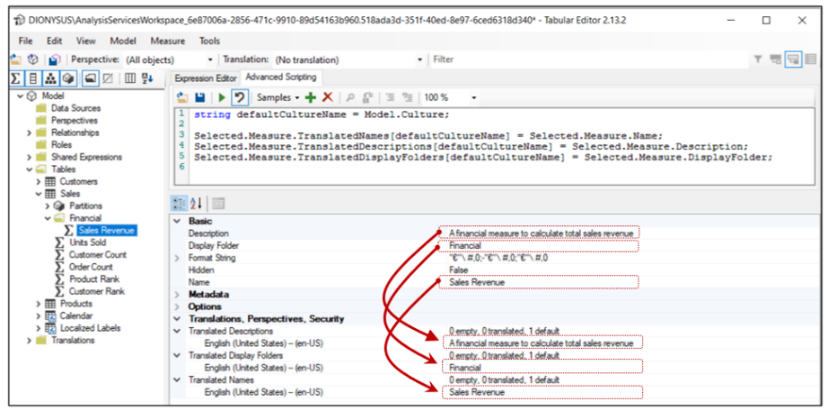 DIONYSUS\AnalysisServicesWorkspace_6e87006a-2856-471c-9910-89d54163b960.518ada3d-351f-40ed-8e97-6ced6318d340* - Tabular Editor 2.13.2
File Edit View Model Measure Tools
Perspective: (All objects) Translation: (No translation) Filter
Expression Editor Advanced Scripting
Samples 100 %
Model
Data Sources
Perspectives
Relationships
Roles
Shared Expressions
Tables
Customers
Sales
Partitions
Financial
Sales Revenue
Units Sold
Customer Count
Order Count
Product Rank
Customer Rank
Products
Calendar
Localized Labels
Translations
1 string defaultCultureName = Model.Culture;
2
3 Selected.Measure.TranslatedNames[defaultCultureName] = Selected.Measure.Name;
4 Selected.Measure.TranslatedDescriptions[defaultCultureName] = Selected.Measure.Description;
5 Selected.Measure.TranslatedDisplayFolders[defaultCultureName] = Selected.Measure.DisplayFolder;
6
Basic
Description A financial measure to calculate total sales revenue
Display Folder Financial
Format String
Hidden False
Name Sales Revenue
Metadata
Options
Translations, Perspectives, Security
Translated Descriptions 0 empty, 0 translated, 1 default
English (United States) – (en-US) A financial measure to calculate total sales revenue
Translated Display Folders 0 empty, 0 translated, 1 default
English (United States) – (en-US) Financial
Translated Names 0 empty, 0 translated, 1 default
English (United States) – (en-US) Sales Revenue